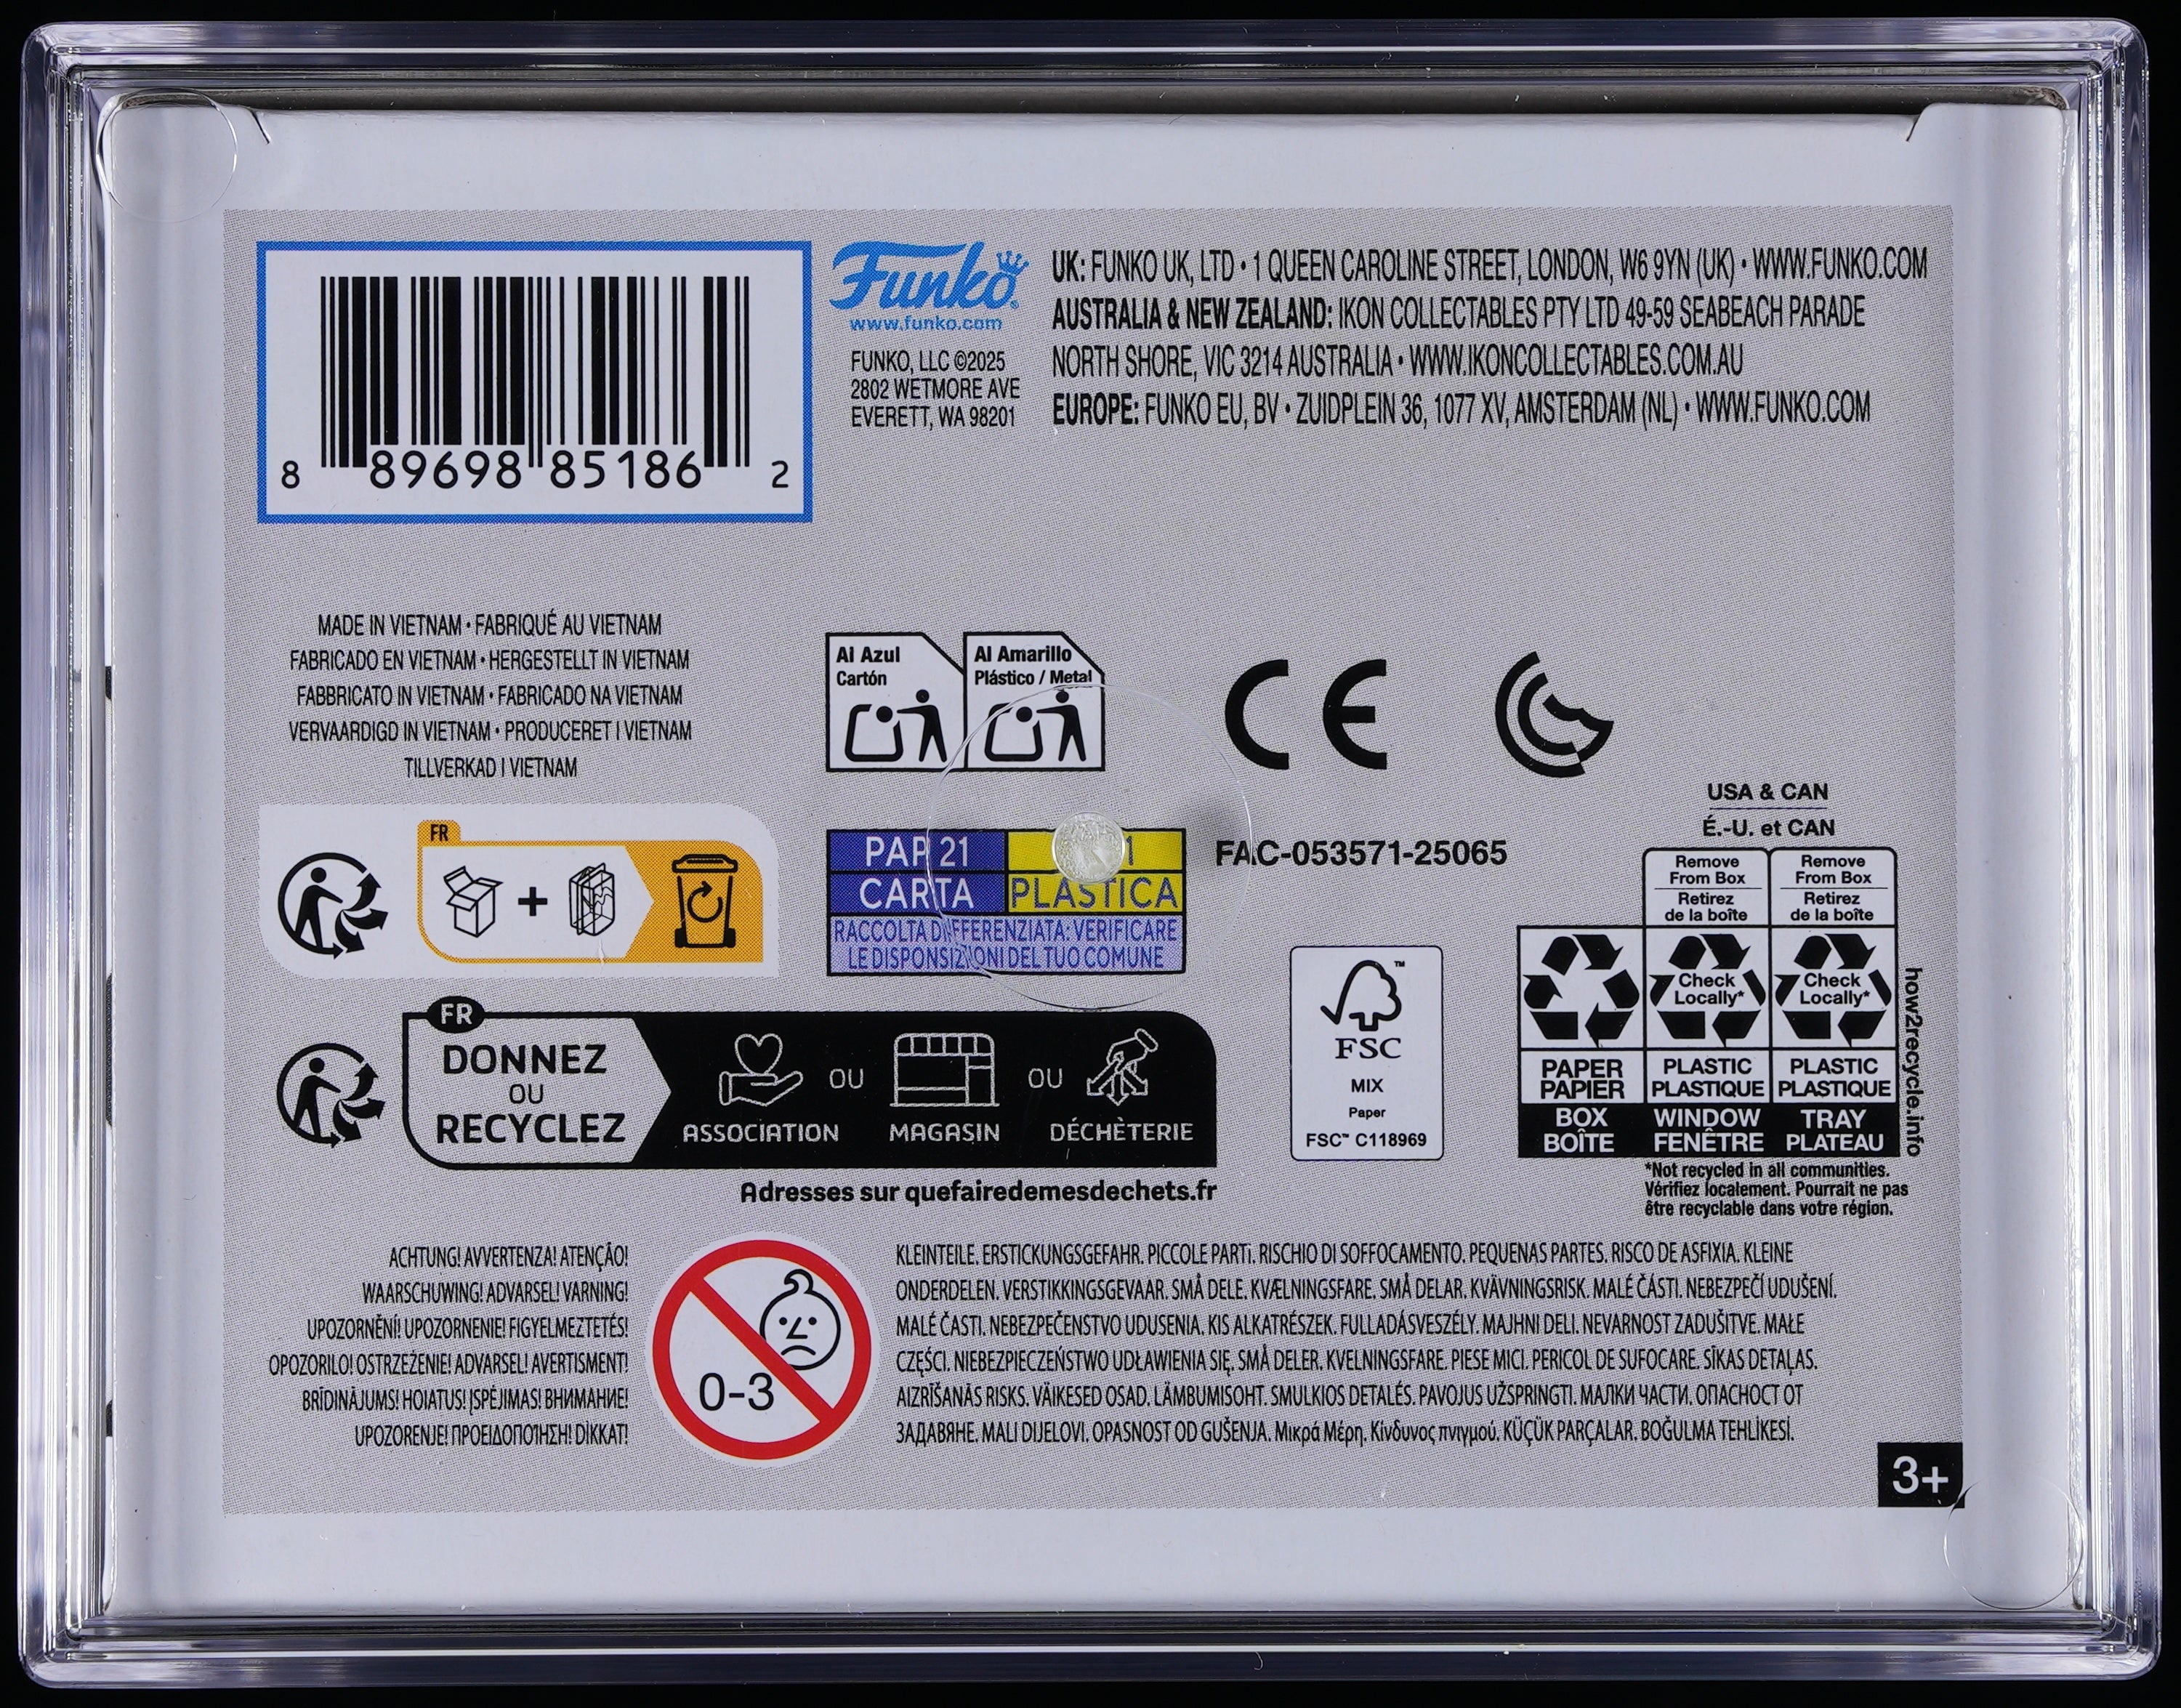 8 89698 85186 2
Funko®
www.funko.com
FUNKO, LLC ©2025
2802 WETMORE AVE
EVERETT, WA 98201
UK: FUNKO UK, LTD • 1 QUEEN CAROLINE STREET, LONDON, W6 9YN (UK) • WWW.FUNKO.COM
AUSTRALIA & NEW ZEALAND: IKON COLLECTABLES PTY LTD 49-59 SEABEACH PARADE
NORTH SHORE, VIC 3214 AUSTRALIA • WWW.IKONCOLLECTABLES.COM.AU
EUROPE: FUNKO EU, BV • ZUIDPLEIN 36, 1077 XV, AMSTERDAM (NL) • WWW.FUNKO.COM
MADE IN VIETNAM • FABRIQUÉ AU VIETNAM
FABRICADO EN VIETNAM • HERGESTELLT IN VIETNAM
FABBRICATO IN VIETNAM • FABRICADO NA VIETNAM
VERVAARDIGD IN VIETNAM • PRODUCERET I VIETNAM
TILLVERKAD I VIETNAM
Al Azul
Cartón
Al Amarillo
Plástico / Metal
CE
FR
PAP 21
CARTA
1
PLASTICA
RACCOLTA DIFFERENZIATA: VERIFICARE
LE DISPONSIZIONI DEL TUO COMUNE
FAC-053571-25065
USA & CAN
É.-U. et CAN
Remove
From Box
Retirez
de la boîte
Remove
From Box
Retirez
de la boîte
Check
Locally*
Check
Locally*
PAPER
PAPIER
PLASTIC
PLASTIQUE
PLASTIC
PLASTIQUE
BOX
BOÎTE
WINDOW
FENÊTRE
TRAY
PLATEAU
how2recycle.info
*Not recycled in all communities.
Vérifiez localement. Pourrait ne pas
être recyclable dans votre région.
FSC™
MIX
Paper
FSC™ C118969
FR
DONNEZ
OU
RECYCLEZ
ASSOCIATION
OU
MAGASIN
OU
DÉCHÈTERIE
Adresses sur quefairedemesdechets.fr
ACHTUNG! AVVERTENZA! ATENÇÃO!
WAARSCHUWING! ADVARSEL! VARNING!
UPOZORNĚNÍ! UPOZORNENIE! FIGYELMEZTETÉS!
OPOZORILO! OSTRZEŻENIE! ADVARSEL! AVERTISMENT!
BRĪDINĀJUMS! HOIATUS! ĮSPĖJIMAS! ВНИМАНИЕ!
UPOZORENJE! ΠΡΟΕΙΔΟΠΟΊΗΣΗ! DİKKAT!
0-3
KLEINTEILE. ERSTICKUNGSGEFAHR. PICCOLE PARTi. RISCHIO DI SOFFOCAMENTO. PEQUENAS PARTES. RISCO DE ASFIXIA. KLEINE
ONDERDELEN. VERSTIKKINGSGEVAAR. SMÅ DELE. KVÆLNINGSFARE. SMÅ DELAR. KVÄVNINGSRISK. MALÉ ČÁSTI. NEBEZPEČÍ UDUŠENÍ.
MALÉ ČASTI. NEBEZPEČENSTVO UDUSENIA. KIS ALKATRÉSZEK. FULLADÁSVESZÉLY. MAJHNI DELI. NEVARNOST ZADUŠITVE. MAŁE
CZĘŚCI. NIEBEZPIECZEŃSTWO UDŁAWIENIA SIĘ. SMÅ DELER. KVELNINGSFARE. PIESE MICI. PERICOL DE SUFOCARE. SĪKAS DETAĻAS.
AIZRĪŠANĀS RISKS. VÄIKESED OSAD. LÄMBUMISOHT. SMULKIOS DETALĖS. PAVOJUS UŽSPRINGTI. МАЛКИ ЧАСТИ. ОПАСНОСТ ОТ
ЗАДАВЯНЕ. MALI DIJELOVI. OPASNOST OD GUŠENJA. Μικρά Μέρη. Κίνδυνος πνιγμού. KÜÇÜK PARÇALAR. BOĞULMA TEHLİKESİ.
3+